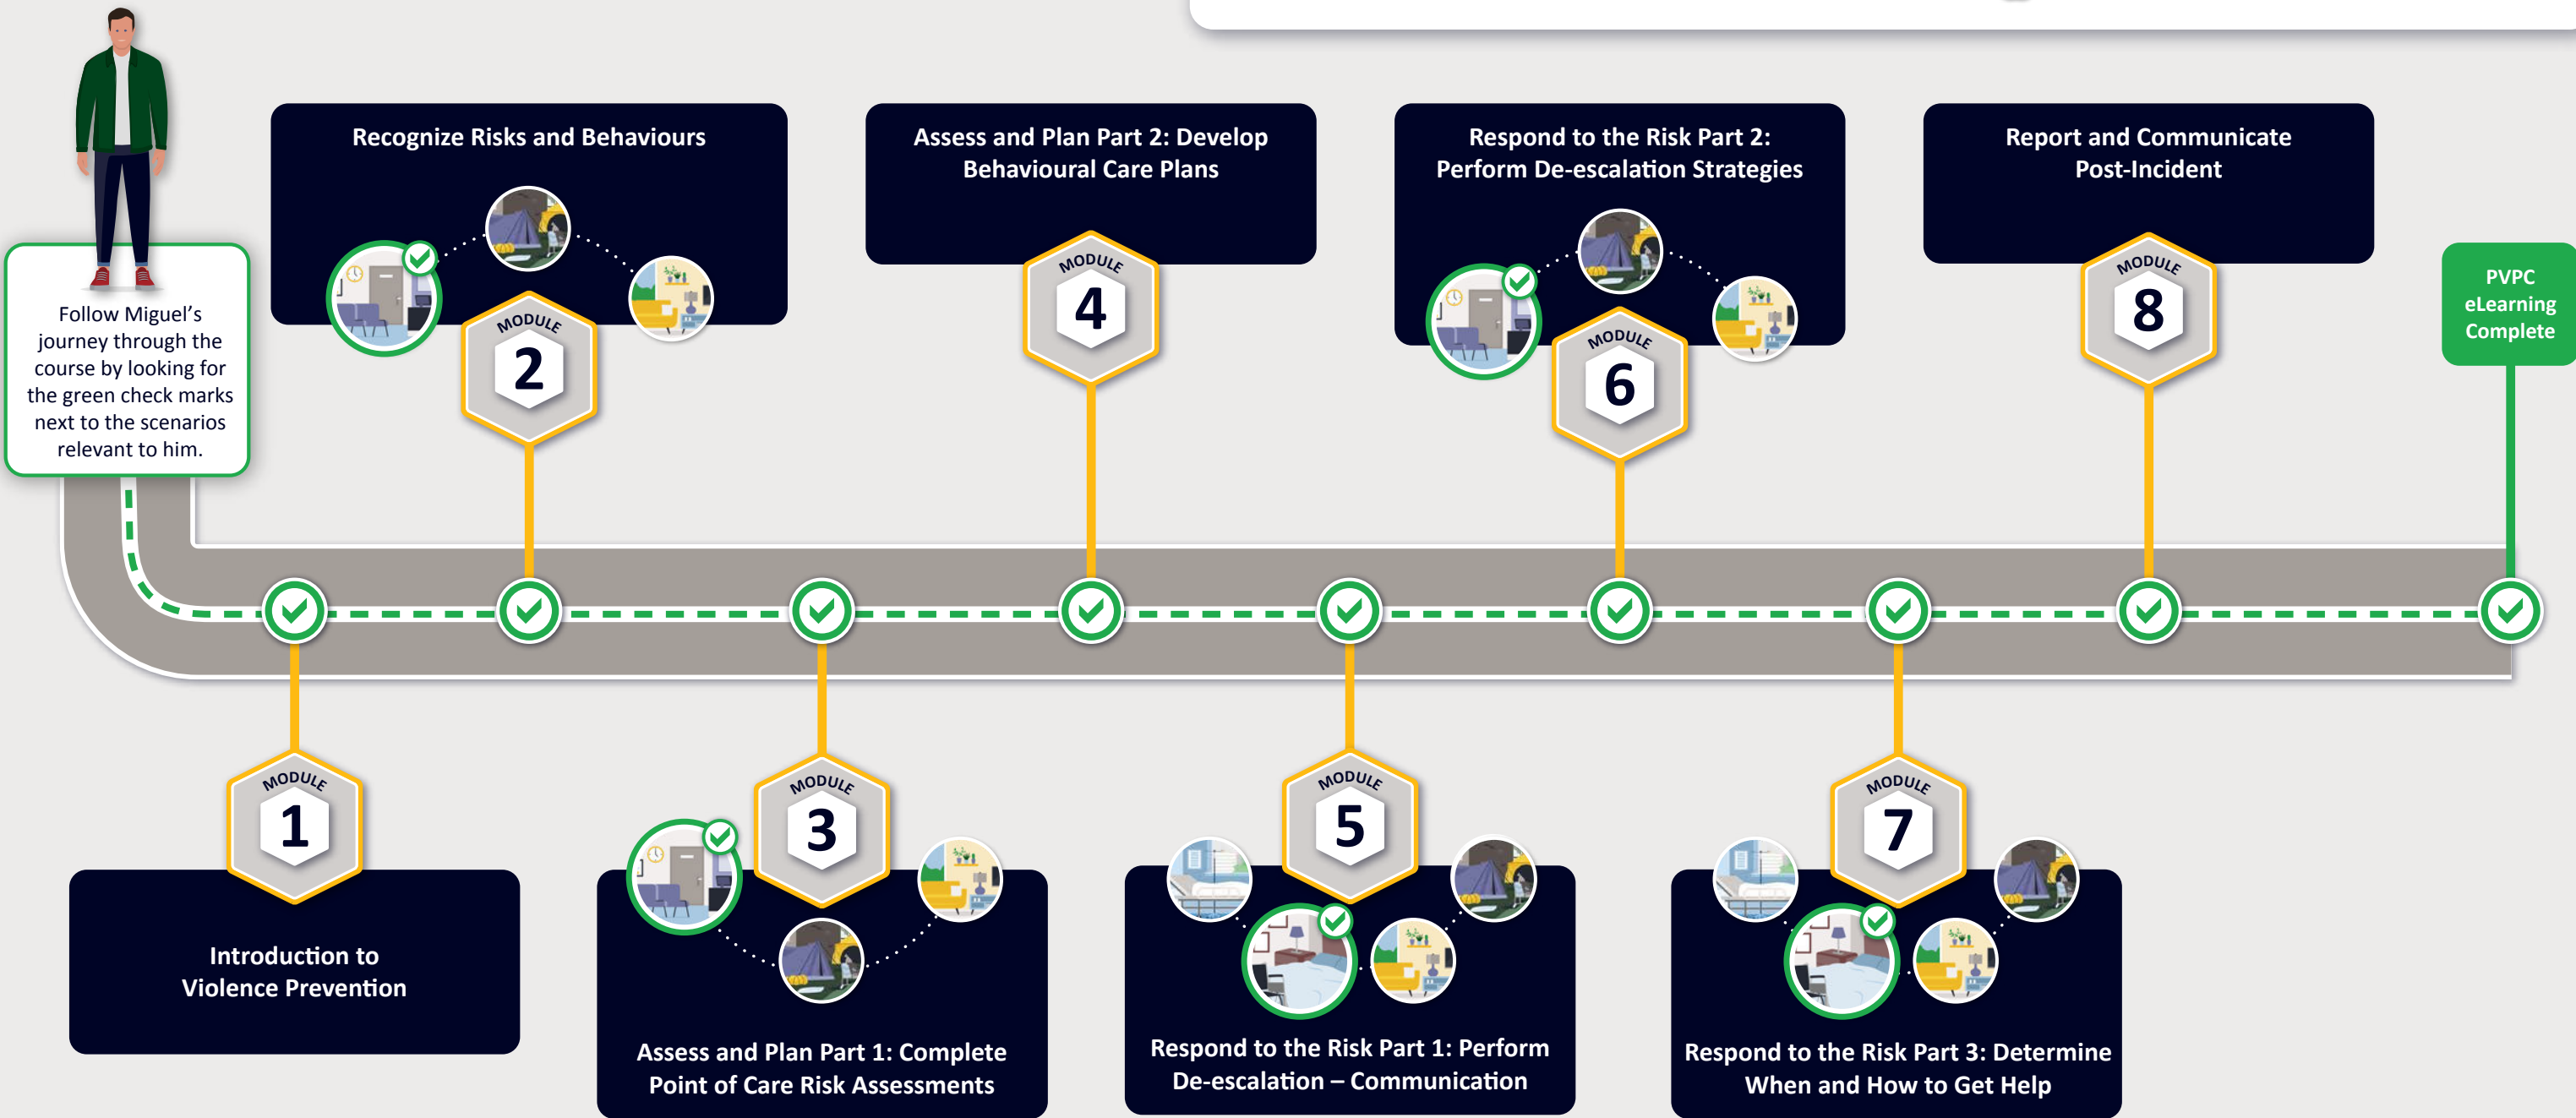 Follow Miguel's
journey through the
course by looking for
the green check marks
next to the scenarios
relevant to him.
MODULE
1
Introduction to
Violence Prevention
Recognize Risks and Behaviours
MODULE
2
MODULE
3
Assess and Plan Part 1: Complete
Point of Care Risk Assessments
Assess and Plan Part 2: Develop
Behavioural Care Plans
MODULE
4
MODULE
5
Respond to the Risk Part 1: Perform
De-escalation – Communication
Respond to the Risk Part 2:
Perform De-escalation Strategies
MODULE
6
MODULE
7
Respond to the Risk Part 3: Determine
When and How to Get Help
Report and Communicate
Post-Incident
MODULE
8
PVPC
eLearning
Complete